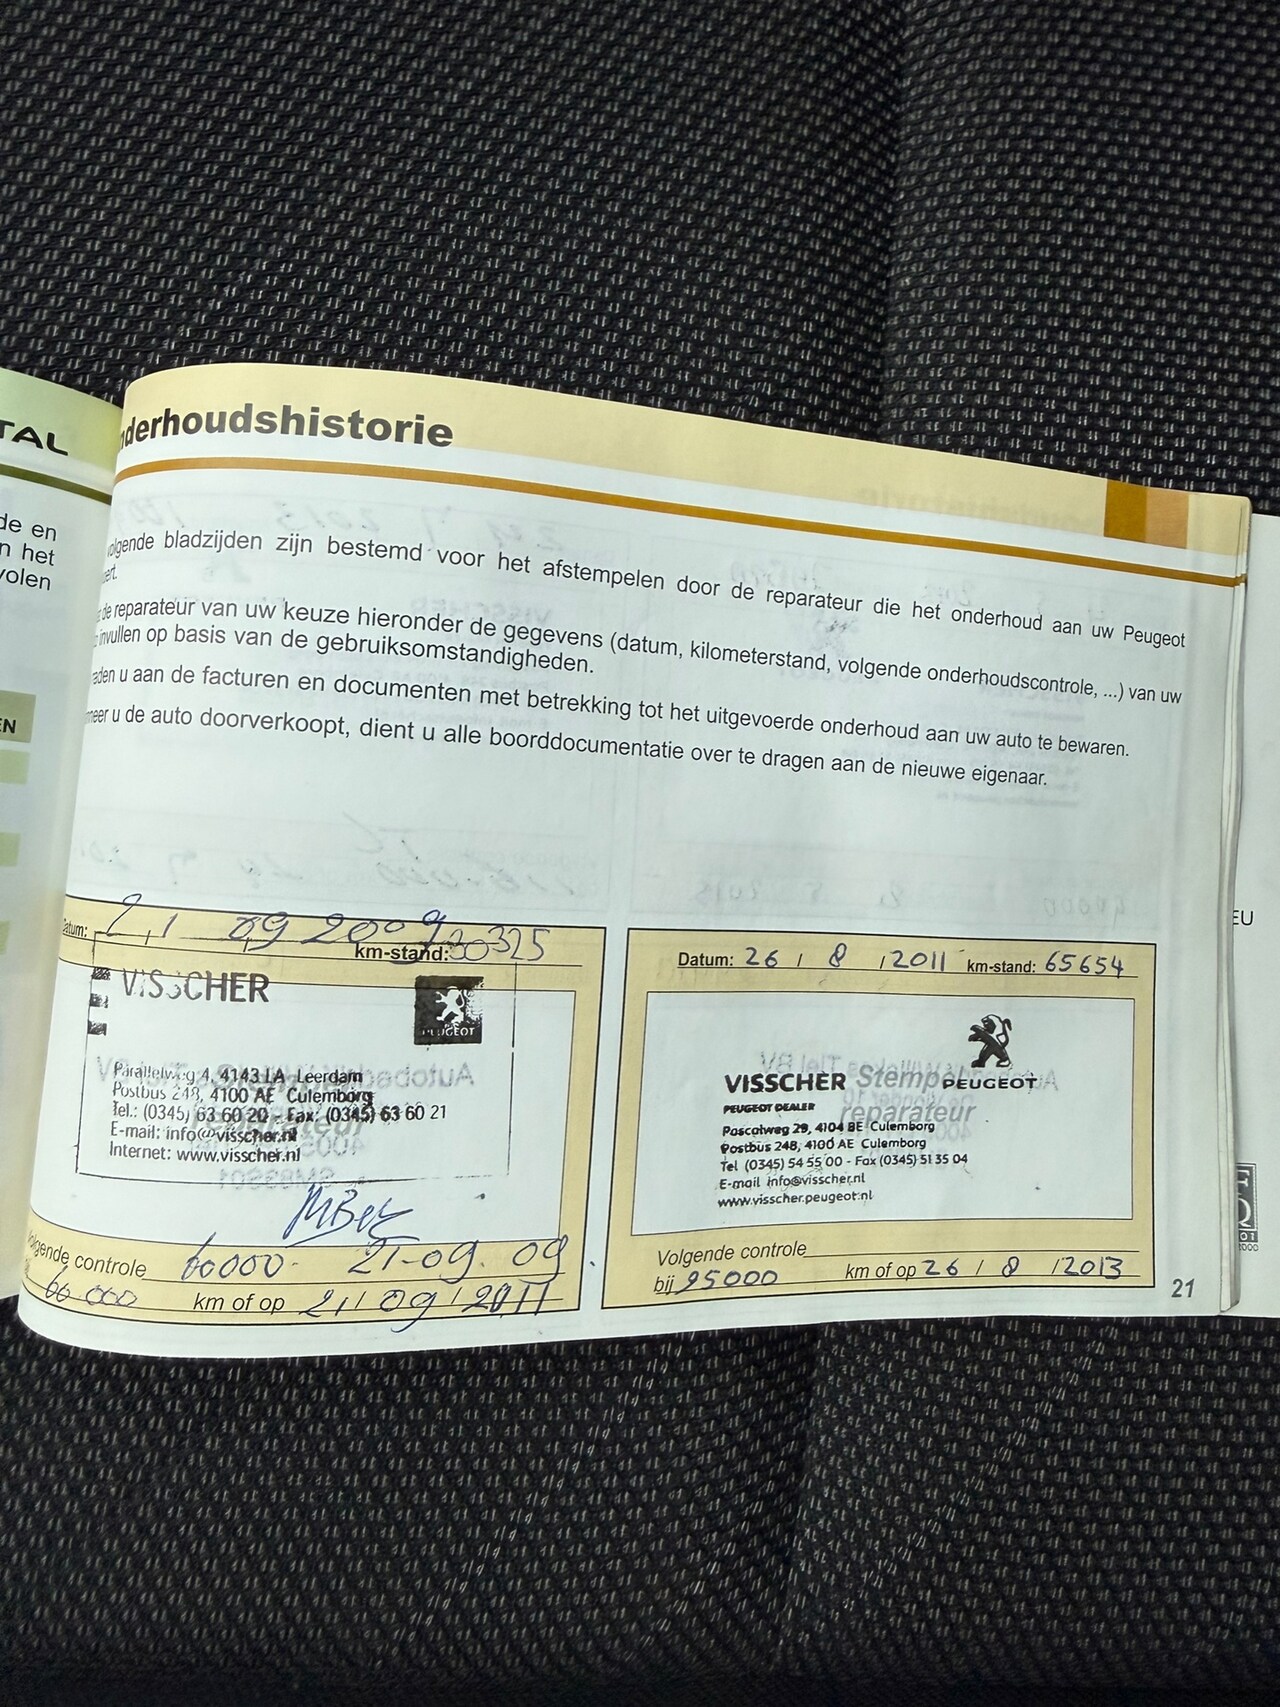 TAL
de en
n het
volen
EN
nderhoudshistorie
volgende bladzijden zijn bestemd voor het afstempelen door de reparateur die het onderhoud aan uw Peugeot
de reparateur van uw keuze hieronder de gegevens (datum, kilometerstand, volgende onderhoudscontrole, ...) van uw
invullen op basis van de gebruiksomstandigheden.
aden u aan de facturen en documenten met betrekking tot het uitgevoerde onderhoud aan uw auto te bewaren.
meer u de auto doorverkoopt, dient u alle boorddocumentatie over te dragen aan de nieuwe eigenaar.
Datum: 21 09 2009 km-stand: 30325
VISSCHER
PEUGEOT
Parallelweg 4, 4143 LA Leerdam
Postbus 248, 4100 AE Culemborg
Tel.: (0345) 63 60 20 - Fax: (0345) 63 60 21
E-mail: info@visscher.nl
Internet: www.visscher.nl
Volgende controle 60000 - 21-09-09
60 000 km of op 21/09/2011
Datum: 26 / 8 / 2011 km-stand: 65654
VISSCHER Stemp PEUGEOT
PEUGEOT DEALER reparateur
Pascalweg 29, 4104 BE Culemborg
Postbus 248, 4100 AE Culemborg
Tel (0345) 54 55 00 - Fax (0345) 51 35 04
E-mail info@visscher.nl
www.visscher.peugeot.nl
Volgende controle
bij 95000 km of op 26 / 8 / 2013
21
EU